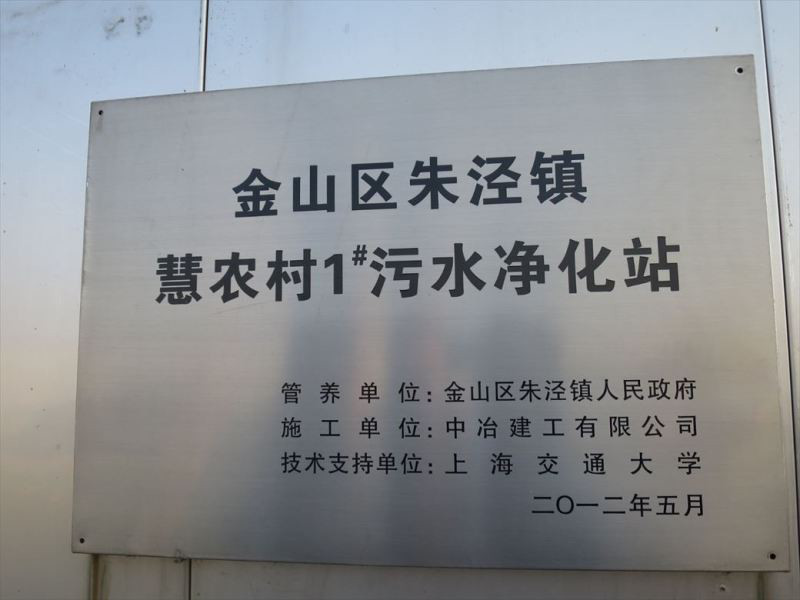 金山区朱泾镇
慧农村1#污水净化站
管养单位:金山区朱泾镇人民政府
施工单位:中冶建工有限公司
技术支持单位:上海交通大学
二〇一二年五月